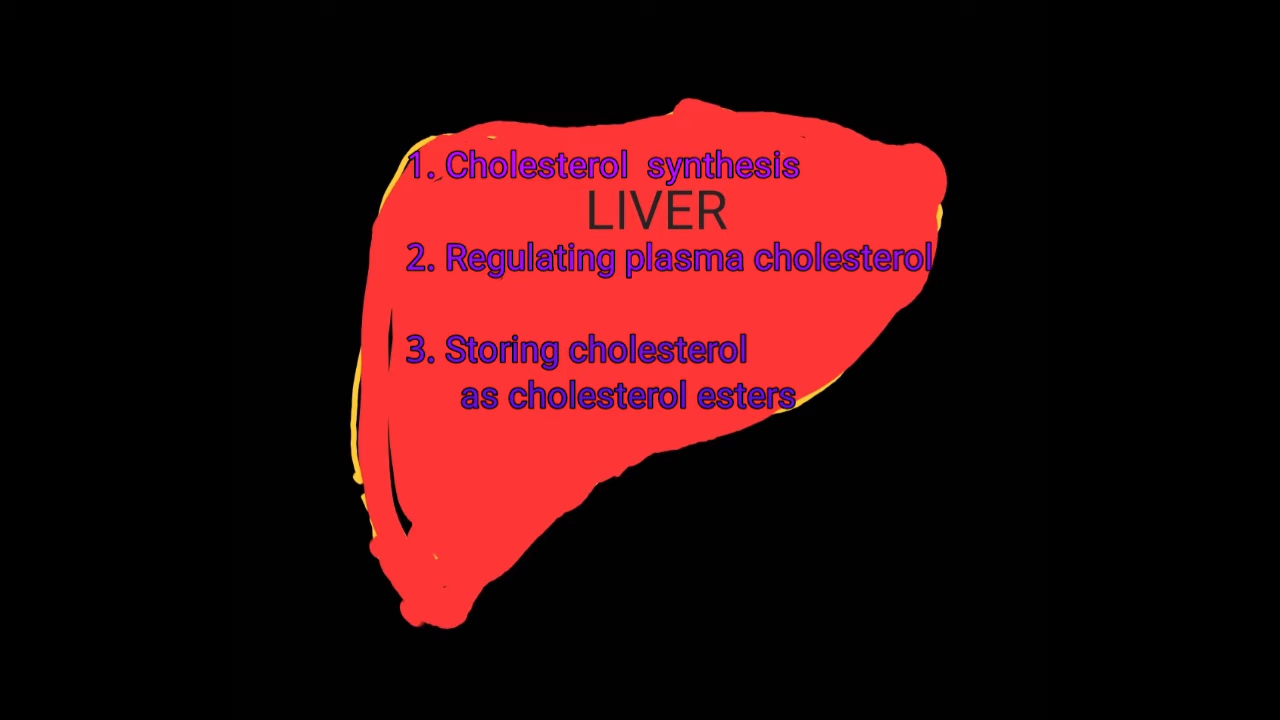 1. Cholesterol synthesis
LIVER
2. Regulating plasma cholesterol
3. Storing cholesterol
as cholesterol esters